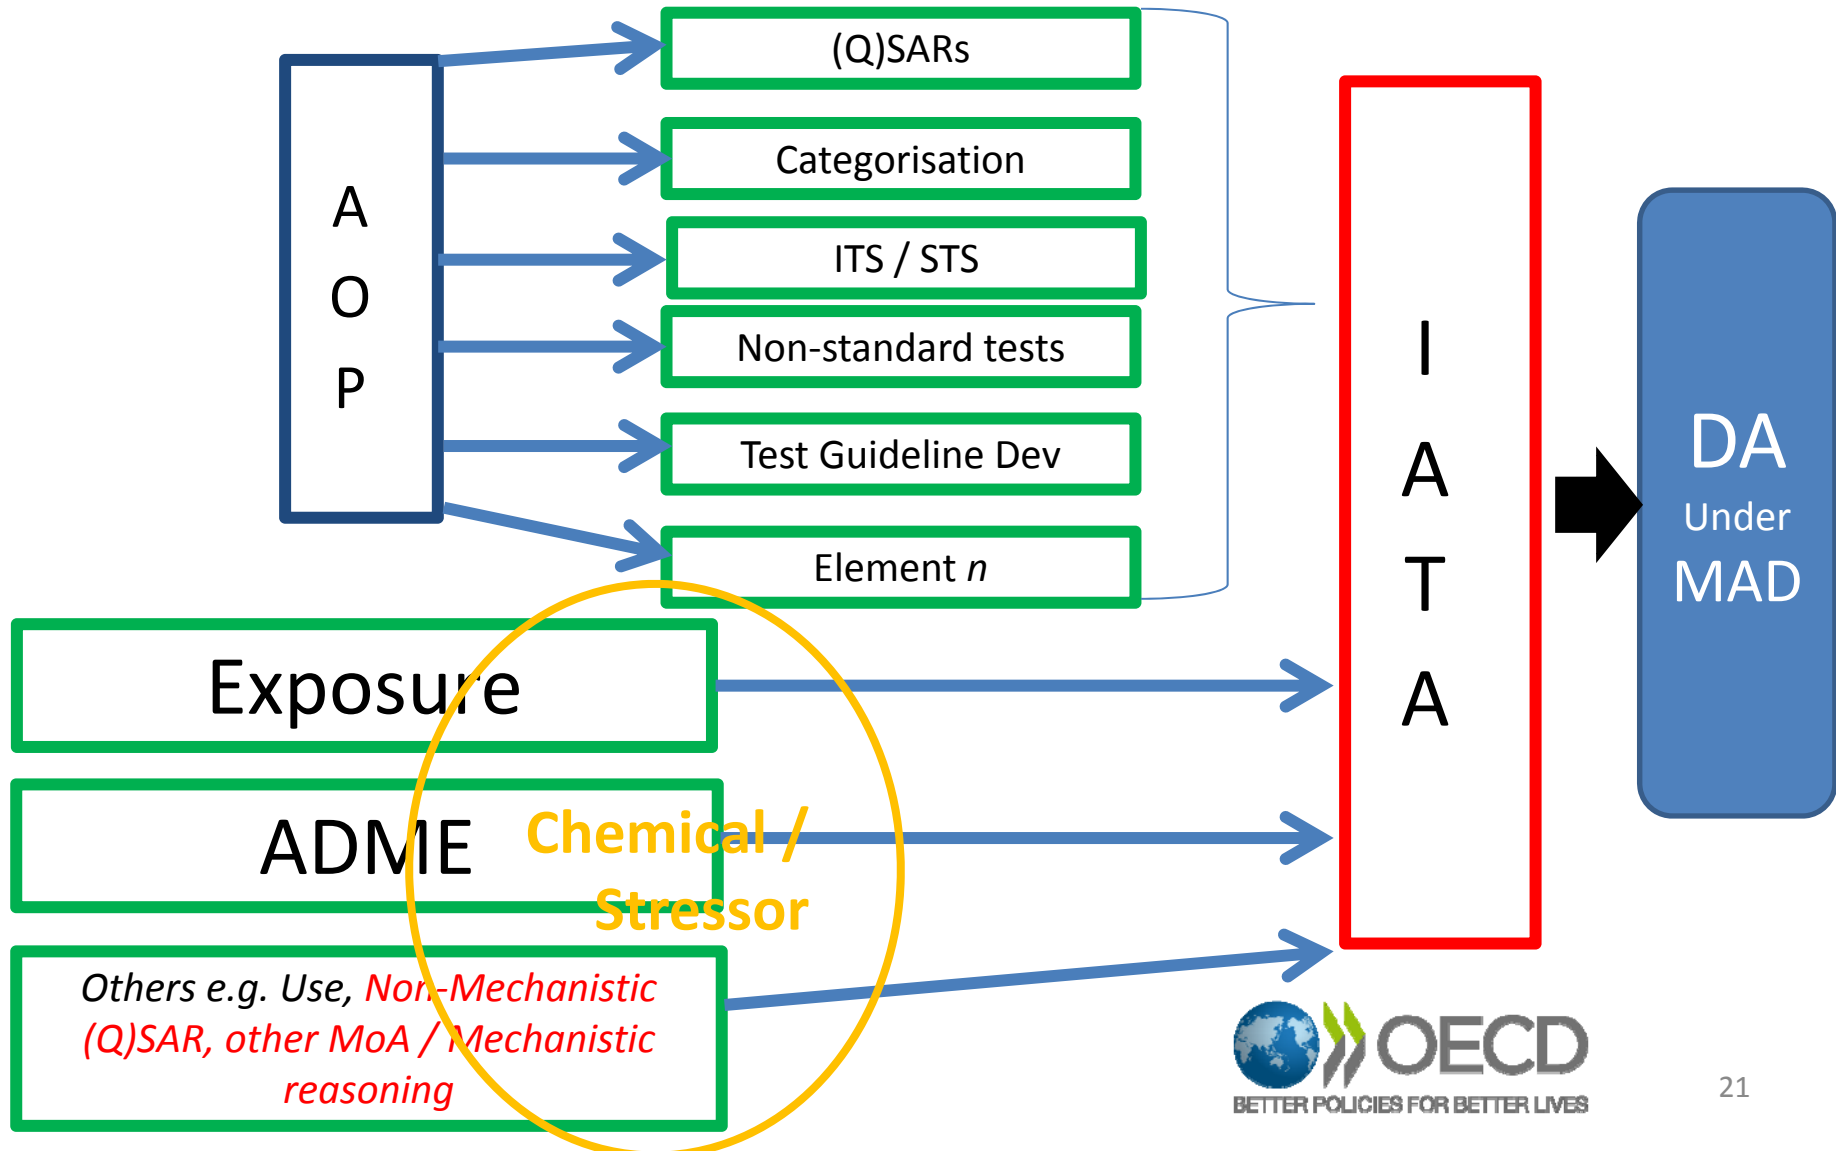 A
O
P
(Q)SARs
Categorisation
ITS / STS
Non-standard tests
Test Guideline Dev
Element n
Exposure
ADME
Chemical /
Stressor
Others e.g. Use, Non-Mechanistic
(Q)SAR, other MoA / Mechanistic
reasoning
I
A
T
A
DA
Under
MAD
OECD
BETTER POLICIES FOR BETTER LIVES
21